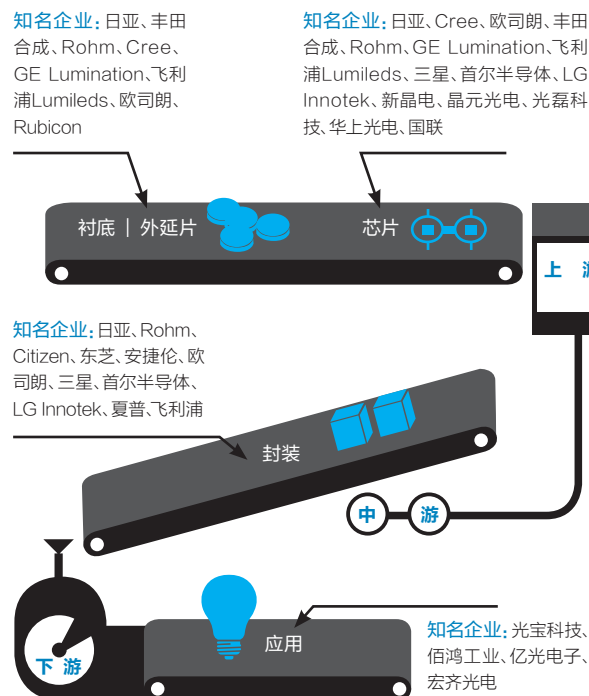 知名企业：日亚、丰田
合成、Rohm、Cree、
GE Lumination、飞利
浦Lumileds、欧司朗、
Rubicon
知名企业：日亚、Cree、欧司朗、丰田
合成、Rohm、GE Lumination、飞利
浦Lumileds、三星、首尔半导体、LG
Innotek、新晶电、晶元光电、光磊科
技、华上光电、国联
衬底 | 外延片
芯片
上 游
知名企业：日亚、Rohm、
Citizen、东芝、安捷伦、欧
司朗、三星、首尔半导体、
LG Innotek、夏普、飞利浦
封装
中 游
下 游
应用
知名企业：光宝科技、
佰鸿工业、亿光电子、
宏齐光电